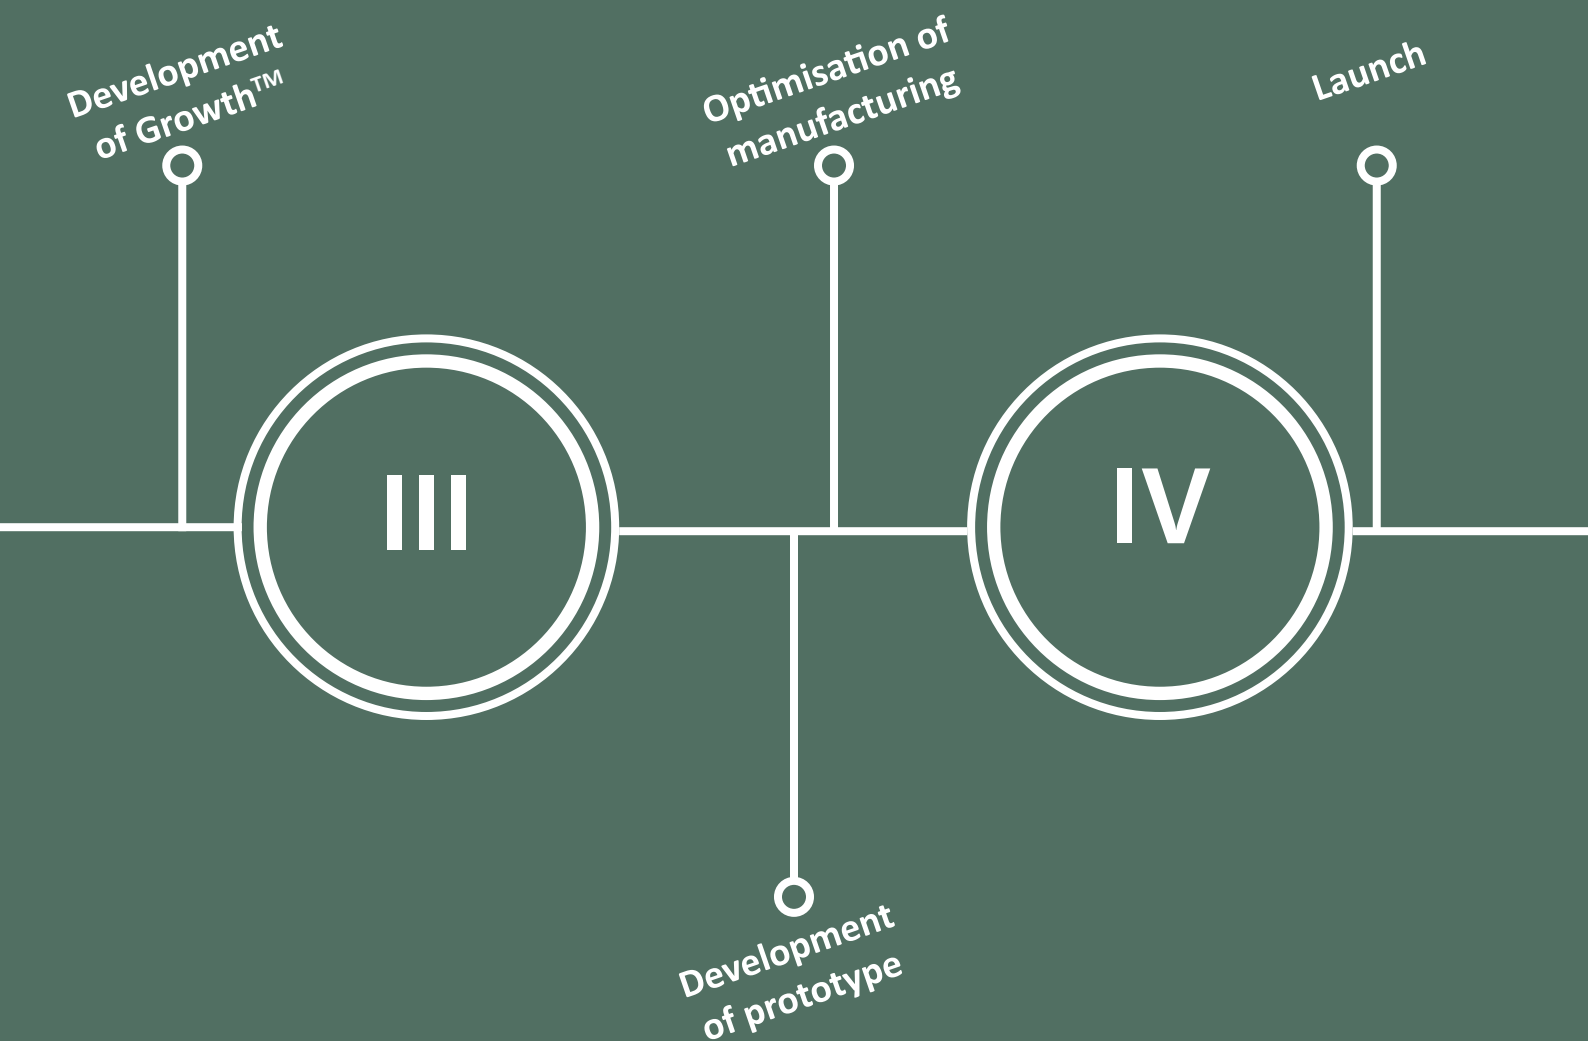 Development
of Growth™
Optimisation of
manufacturing
Launch
III
IV
Development
of prototype